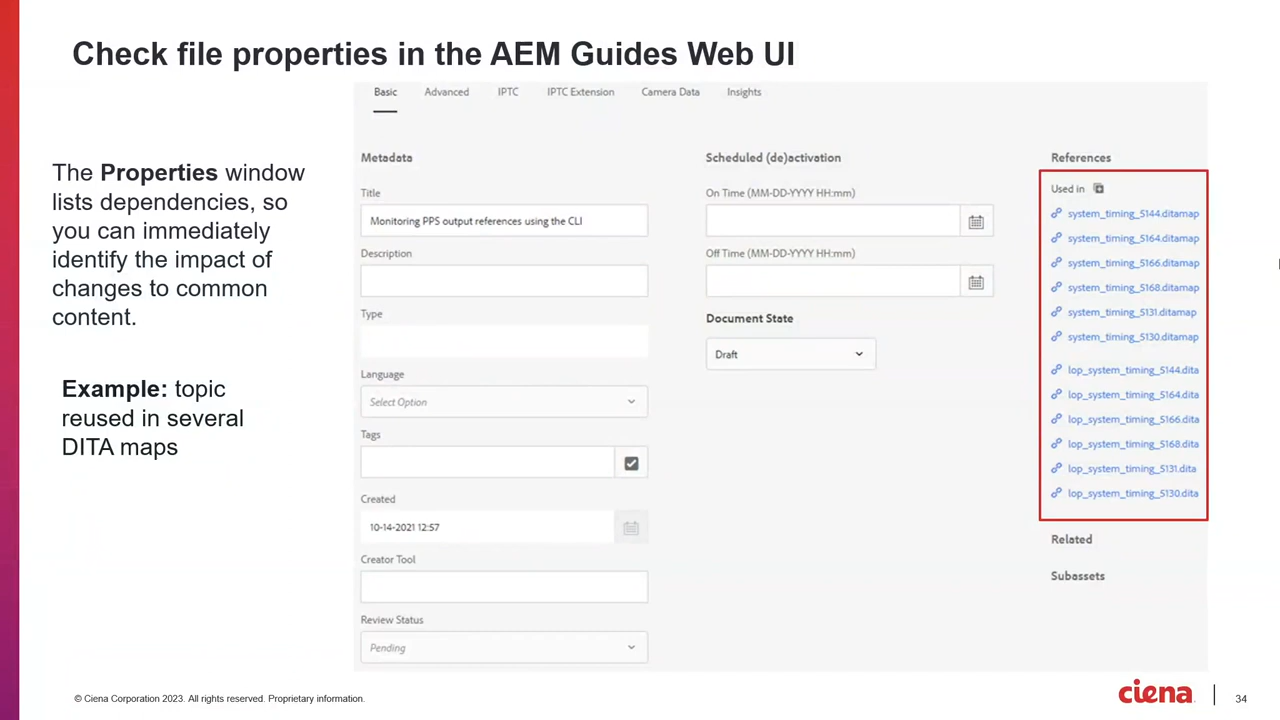 Check file properties in the AEM Guides Web UI
The Properties window
lists dependencies, so
you can immediately
identify the impact of
changes to common
content.
Example: topic
reused in several
DITA maps
Basic Advanced IPTC IPTC Extension Camera Data Insights
Metadata
Title
Monitoring PPS output references using the CLI
Description
Type
Language
Select Option
Tags
Created
10-14-2021 12:57
Creator Tool
Review Status
Pending
Scheduled (de)activation
On Time (MM-DD-YYYY HH:mm)
Off Time (MM-DD-YYYY HH:mm)
Document State
Draft
References
Used in
system_timing_5144.ditamap
system_timing_5164.ditamap
system_timing_5166.ditamap
system_timing_5168.ditamap
system_timing_5131.ditamap
system_timing_5130.ditamap
lop_system_timing_5144.dita
lop_system_timing_5164.dita
lop_system_timing_5166.dita
lop_system_timing_5168.dita
lop_system_timing_5131.dita
lop_system_timing_5130.dita
Related
Subassets
© Ciena Corporation 2023. All rights reserved. Proprietary information.
ciena
34